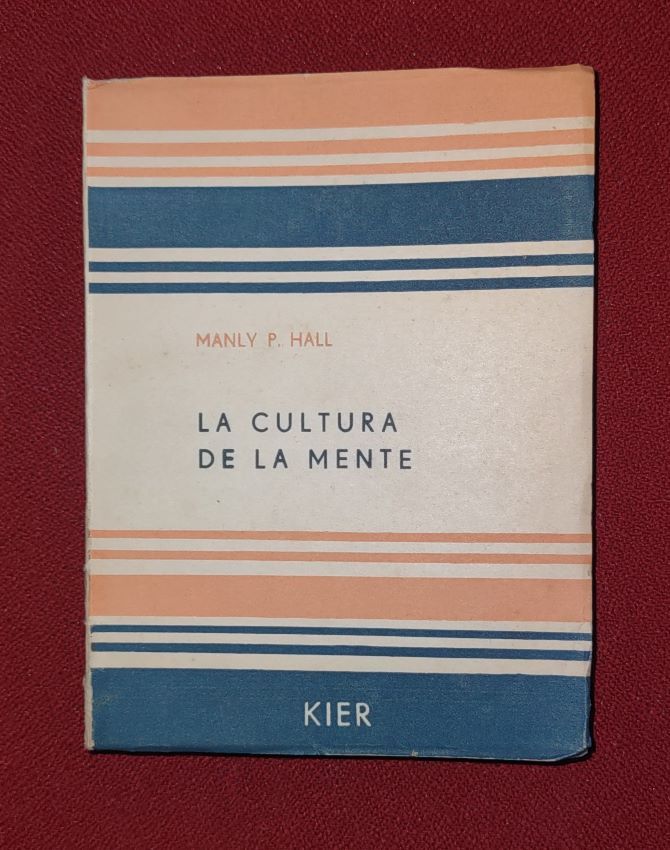 MANLY P. HALL
LA CULTURA
DE LA MENTE
KIER